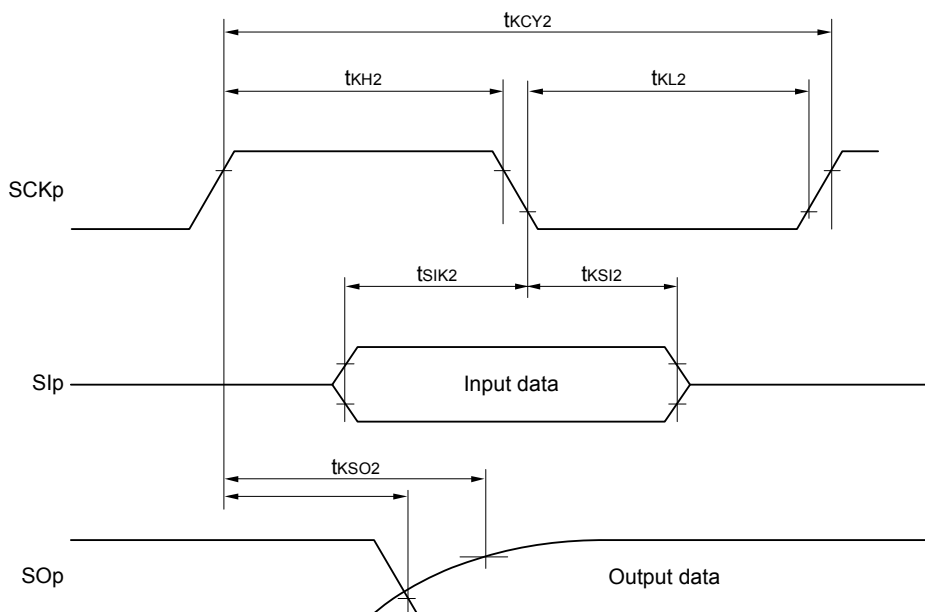 tKCY2
tKH2
tKL2
SCKp
tSIK2
tKSI2
SIp
Input data
tKSO2
SOp
Output data